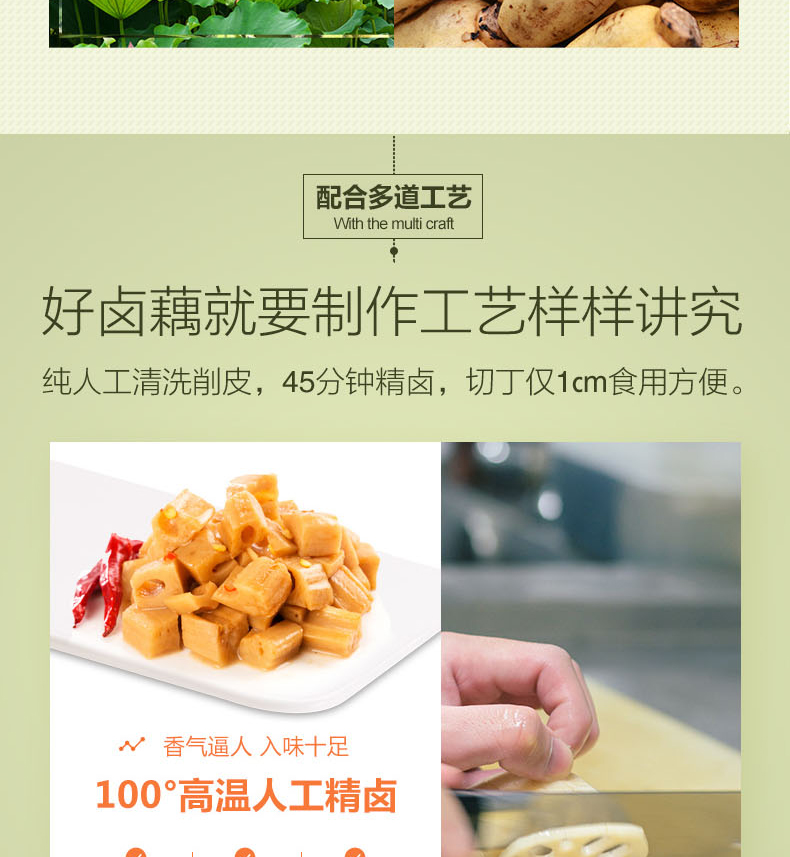 配合多道工艺
With the multi craft
好卤藕就要制作工艺样样讲究
纯人工清洗削皮，45分钟精卤，切丁仅1cm食用方便。
香气逼人 入味十足
100°高温人工精卤